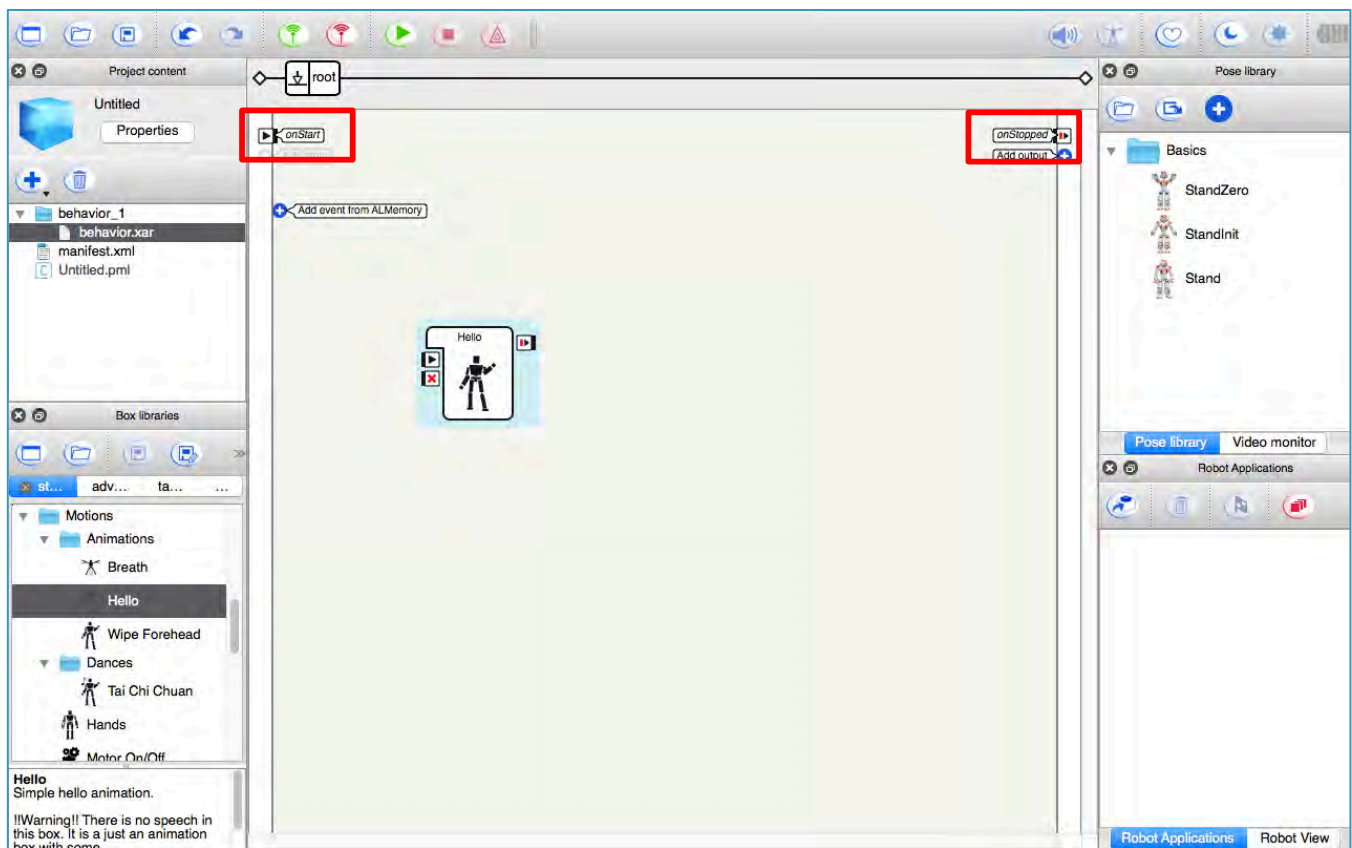 Project content
Untitled
Properties
behavior_1
behavior.xar
manifest.xml
Untitled.pml
Box libraries
st...
adv...
ta...
...
Motions
Animations
Breath
Hello
Wipe Forehead
Dances
Tai Chi Chuan
Hands
Motor On/Off
Hello
Simple hello animation.
!!Warning!! There is no speech in
this box. It is a just an animation
box with some
root
onStart
onStopped
Add output
Add event from ALMemory
Hello
Pose library
Basics
StandZero
StandInit
Stand
Pose library
Video monitor
Robot Applications
Robot Applications
Robot View